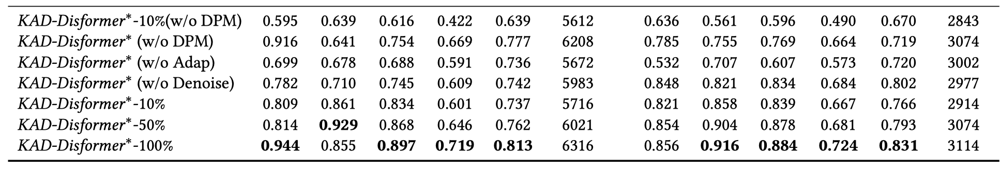 KAD-Disformer*-10%(w/o DPM) 0.595 0.639 0.616 0.422 0.639 5612 0.636 0.561 0.596 0.490 0.670 2843
KAD-Disformer* (w/o DPM) 0.916 0.641 0.754 0.669 0.777 6208 0.785 0.755 0.769 0.664 0.719 3074
KAD-Disformer* (w/o Adap) 0.699 0.678 0.688 0.591 0.736 5672 0.532 0.707 0.607 0.573 0.720 3002
KAD-Disformer* (w/o Denoise) 0.782 0.710 0.745 0.609 0.742 5983 0.848 0.821 0.834 0.684 0.802 2977
KAD-Disformer*-10% 0.809 0.861 0.834 0.601 0.737 5716 0.821 0.858 0.839 0.667 0.766 2914
KAD-Disformer*-50% 0.814 0.929 0.868 0.646 0.762 6021 0.854 0.904 0.878 0.681 0.793 3074
KAD-Disformer*-100% 0.944 0.855 0.897 0.719 0.813 6316 0.856 0.916 0.884 0.724 0.831 3114